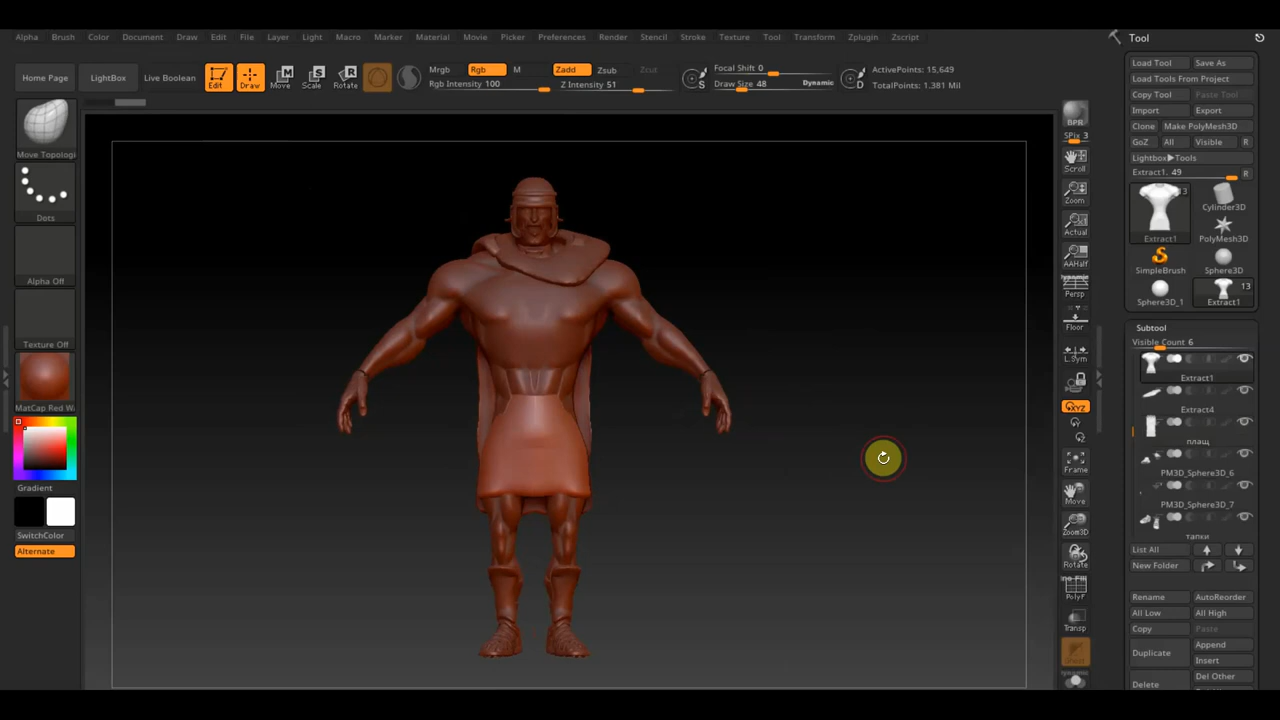 Alpha Brush Color Document Draw Edit File Layer Light Macro Marker Material Movie Picker Preferences Render Stencil Stroke Texture Tool Transform Zplugin Zscript
Tool
Home Page
LightBox
Live Boolean
Edit
Draw
Move
Scale
Rotate
Mrgb Rgb M
Rgb Intensity 100
Zadd Zsub Zcut
Z Intensity 51
S
Focal Shift 0
Draw Size 48 Dynamic
D
ActivePoints: 15,649
TotalPoints: 1.381 Mil
Move Topologi
Dots
Alpha Off
Texture Off
MatCap Red W
Gradient
SwitchColor
Alternate
BPR
SPix 3
Scroll
Zoom
Actual
AAHalf
Dynamic
Persp
Floor
L.Sym
XYZ
Frame
Move
Zoom3D
Rotate
PolyF
Transp
Load Tool Save As
Load Tools From Project
Copy Tool Paste Tool
Import Export
Clone Make PolyMesh3D
GoZ All Visible R
Lightbox▶Tools
Extract1. 49 R
13
Extract1
Cylinder3D
PolyMesh3D
SimpleBrush
Sphere3D
Sphere3D_1
13
Extract1
Subtool
Visible Count 6
Extract1
Extract4
плащ
PM3D_Sphere3D_6
PM3D_Sphere3D_7
тапки
List All
New Folder
Rename AutoReorder
All Low All High
Copy Paste
Duplicate
Append
Insert
Delete
Del Other